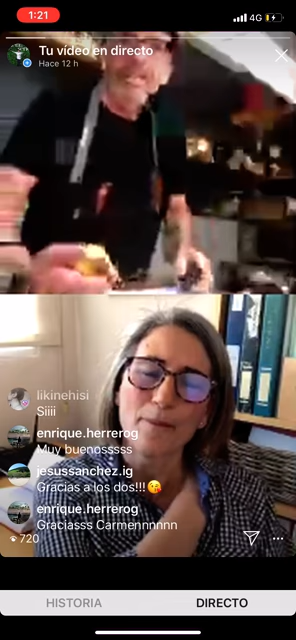 1:21
4G
Tu vídeo en directo
Hace 12 h
likinehisi
Siiii
enrique.herrerog
Muy buenosssss
jesussanchez.ig
Gracias a los dos!!!😘
enrique.herrerog
Graciasss Carmennnnnn
720
HISTORIA
DIRECTO